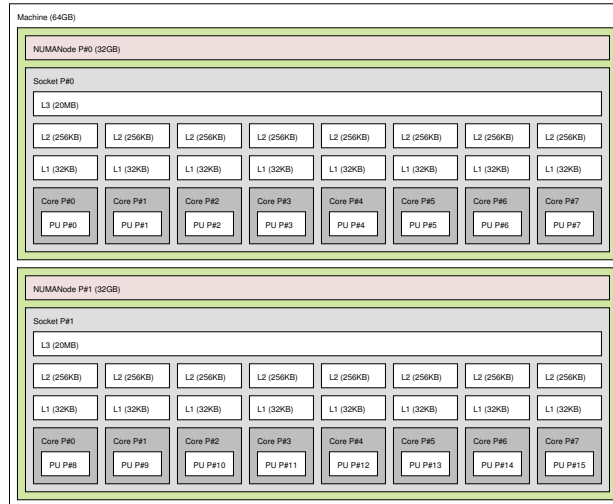 Machine (64GB)
NUMANode P#0 (32GB)
Socket P#0
L3 (20MB)
L2 (256KB) L2 (256KB) L2 (256KB) L2 (256KB) L2 (256KB) L2 (256KB) L2 (256KB) L2 (256KB)
L1 (32KB) L1 (32KB) L1 (32KB) L1 (32KB) L1 (32KB) L1 (32KB) L1 (32KB) L1 (32KB)
Core P#0 Core P#1 Core P#2 Core P#3 Core P#4 Core P#5 Core P#6 Core P#7
PU P#0 PU P#1 PU P#2 PU P#3 PU P#4 PU P#5 PU P#6 PU P#7
NUMANode P#1 (32GB)
Socket P#1
L3 (20MB)
L2 (256KB) L2 (256KB) L2 (256KB) L2 (256KB) L2 (256KB) L2 (256KB) L2 (256KB) L2 (256KB)
L1 (32KB) L1 (32KB) L1 (32KB) L1 (32KB) L1 (32KB) L1 (32KB) L1 (32KB) L1 (32KB)
Core P#0 Core P#1 Core P#2 Core P#3 Core P#4 Core P#5 Core P#6 Core P#7
PU P#8 PU P#9 PU P#10 PU P#11 PU P#12 PU P#13 PU P#14 PU P#15